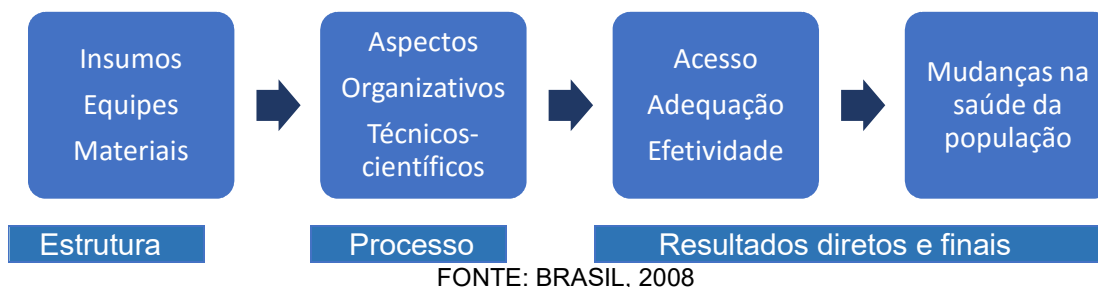 Insumos
Equipes
Materiais
Aspectos
Organizativos
Técnicos-
científicos
Acesso
Adequação
Efetividade
Mudanças na
saúde da
população
Estrutura
Processo
Resultados diretos e finais
FONTE: BRASIL, 2008